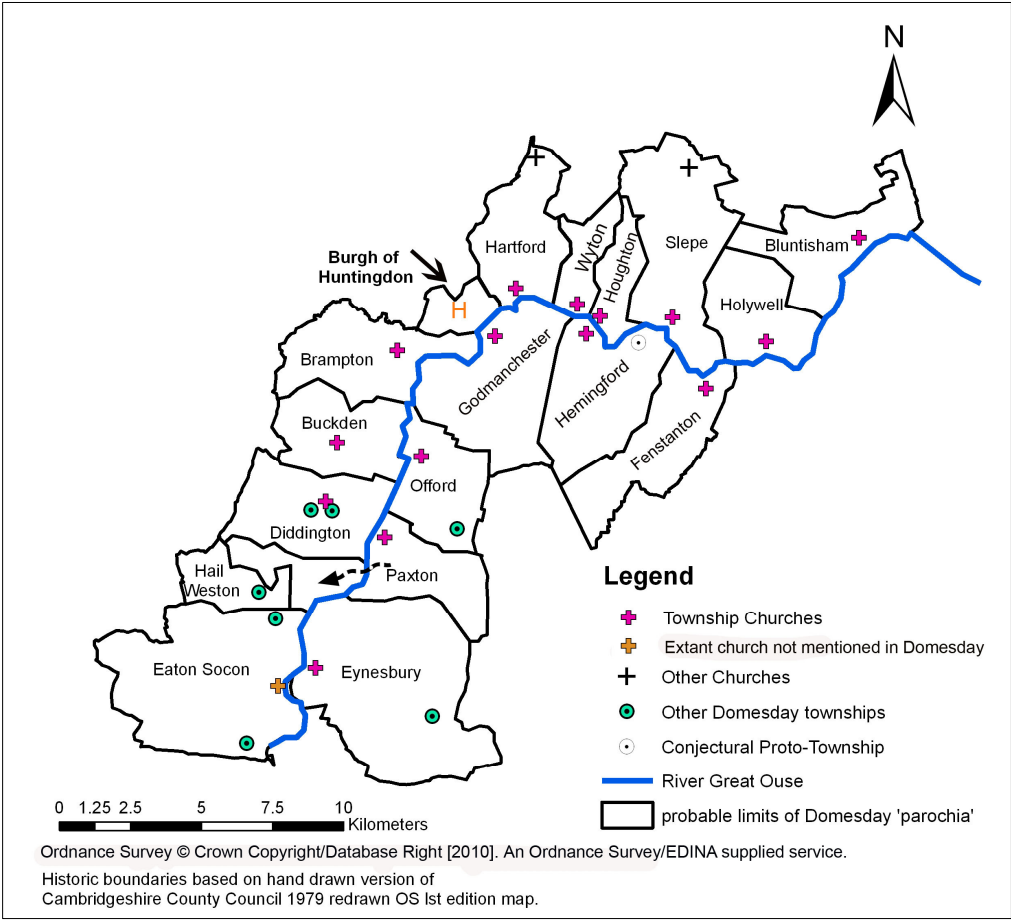 N
Burgh of
Huntingdon
H
Hartford
Wyton
Houghton
Slepe
Bluntisham
Holywell
Brampton
Godmanchester
Hemingford
Fenstanton
Buckden
Offord
Diddington
Hail
Weston
Paxton
Eaton Socon
Eynesbury
Legend
Township Churches
Extant church not mentioned in Domesday
Other Churches
Other Domesday townships
Conjectural Proto-Township
River Great Ouse
probable limits of Domesday 'parochia'
0 1.25 2.5 5 7.5 10
Kilometers
Ordnance Survey © Crown Copyright/Database Right [2010]. An Ordnance Survey/EDINA supplied service.
Historic boundaries based on hand drawn version of
Cambridgeshire County Council 1979 redrawn OS Ist edition map.